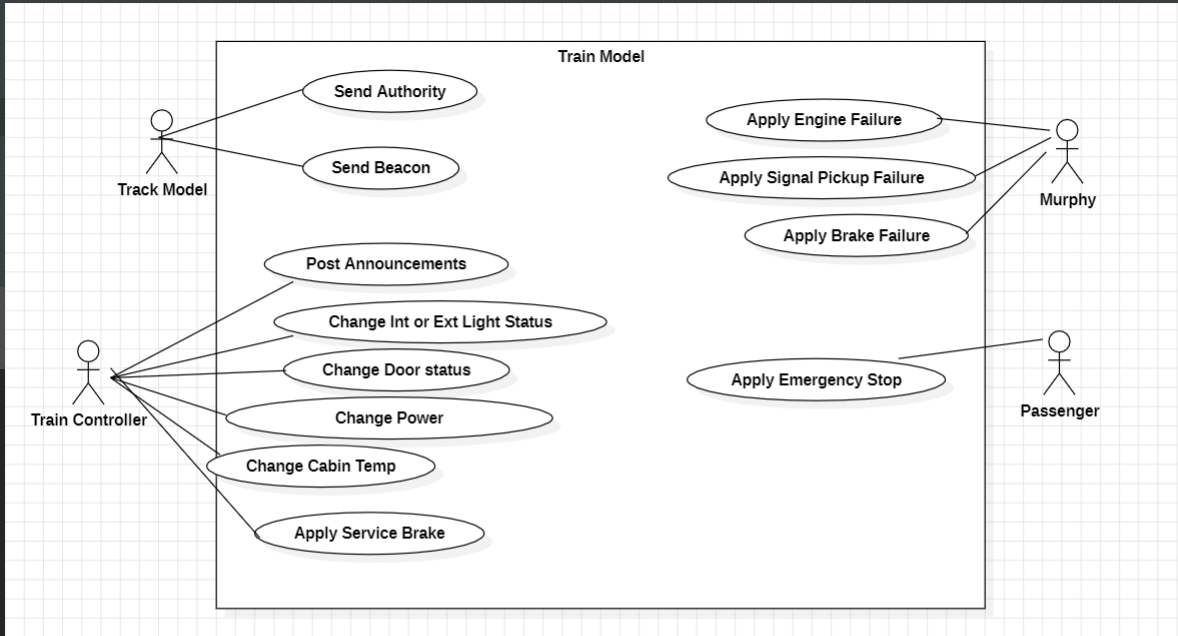 Train Model
Send Authority
Send Beacon
Track Model
Apply Engine Failure
Apply Signal Pickup Failure
Apply Brake Failure
Murphy
Post Announcements
Change Int or Ext Light Status
Change Door status
Change Power
Change Cabin Temp
Apply Service Brake
Train Controller
Apply Emergency Stop
Passenger